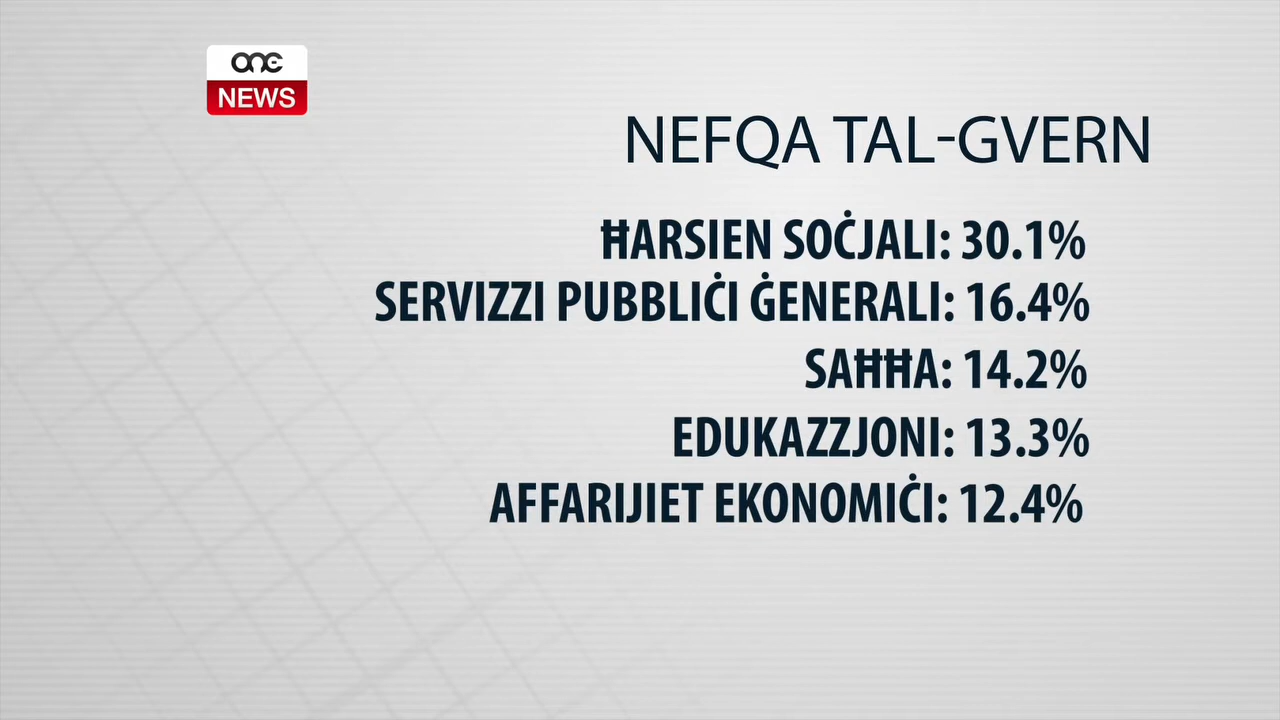 one
NEWS
NEFQA TAL-GVERN
ĦARSIEN SOĊJALI: 30.1%
SERVIZZI PUBBLIĊI ĠENERALI: 16.4%
SAĦĦA: 14.2%
EDUKAZZJONI: 13.3%
AFFARIJIET EKONOMIĊI: 12.4%